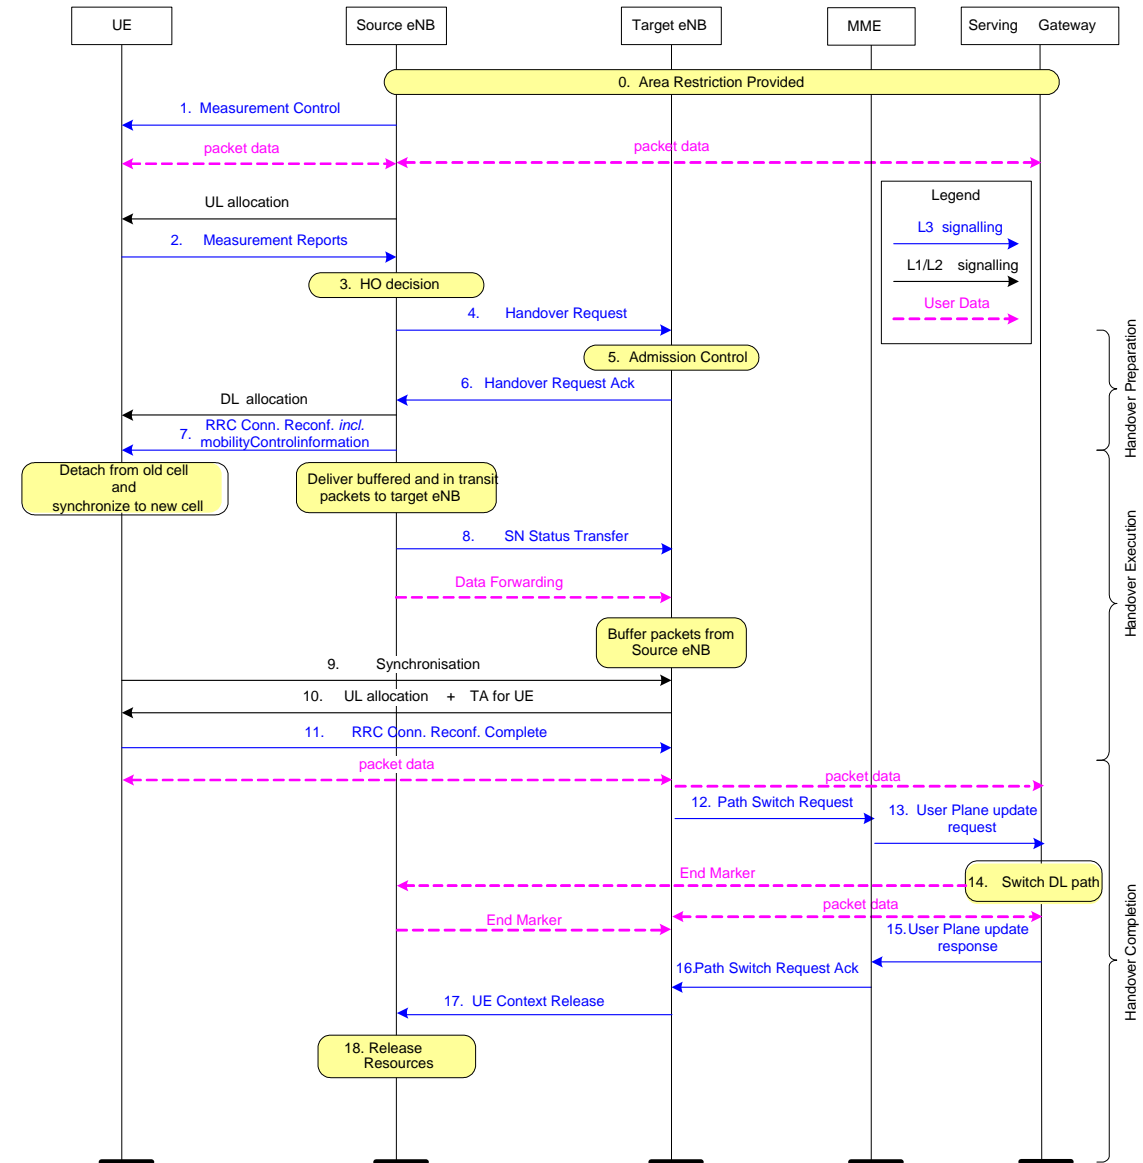 UE
Source eNB
Target eNB
MME
Serving Gateway
0. Area Restriction Provided
1. Measurement Control
packet data
packet data
Legend
L3 signalling
L1/L2 signalling
User Data
UL allocation
2. Measurement Reports
3. HO decision
4. Handover Request
5. Admission Control
6. Handover Request Ack
DL allocation
7. RRC Conn. Reconf. incl.
mobilityControlinformation
Handover Preparation
Detach from old cell
and
synchronize to new cell
Deliver buffered and in transit
packets to target eNB
8. SN Status Transfer
Data Forwarding
Buffer packets from
Source eNB
9. Synchronisation
10. UL allocation + TA for UE
11. RRC Conn. Reconf. Complete
Handover Execution
packet data
packet data
12. Path Switch Request
13. User Plane update
request
14. Switch DL path
End Marker
packet data
End Marker
15.User Plane update
response
16.Path Switch Request Ack
17. UE Context Release
18. Release
Resources
Handover Completion